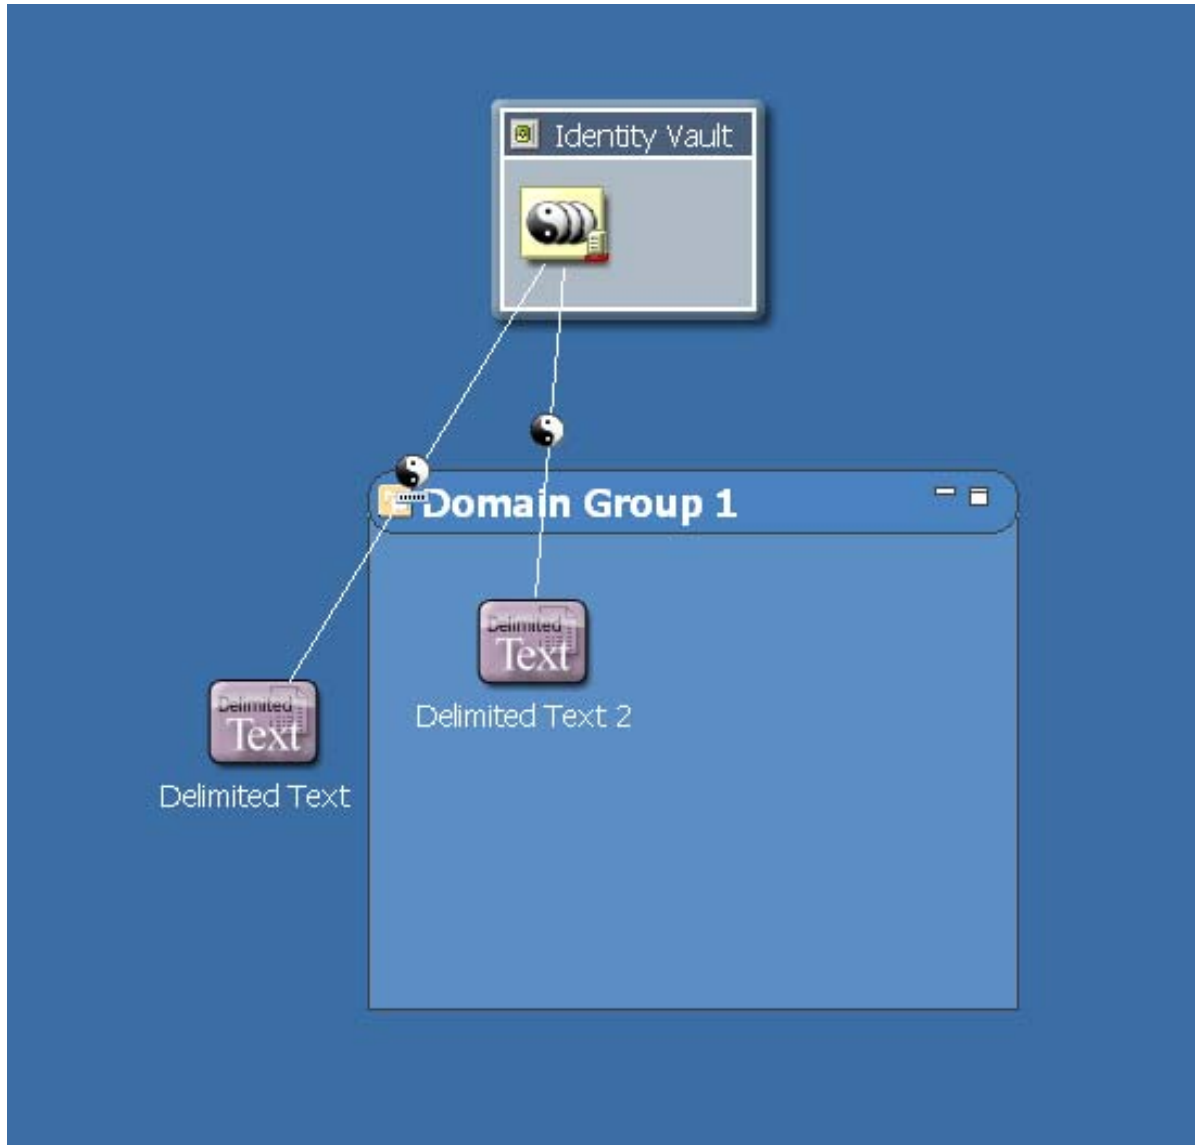 Identity Vault
Domain Group 1
Delimited
Text
Delimited Text 2
Delimited
Text
Delimited Text